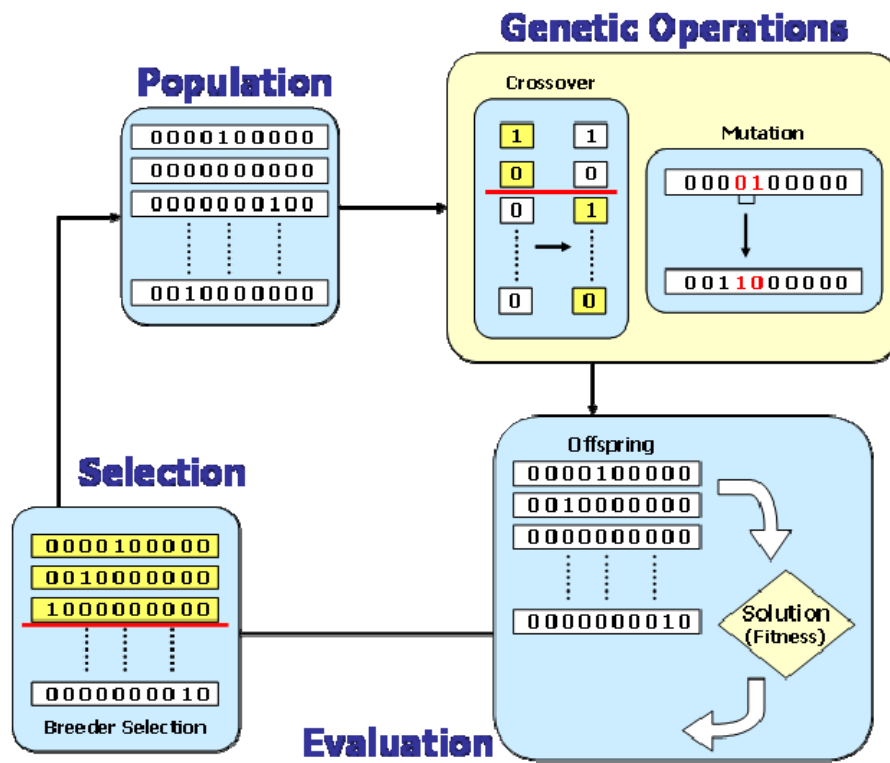 Genetic Operations
Population
Crossover
Mutation
0000100000
0000000000
0000000100
0010000000
1 1
0 0
0 1
0 0
0000100000
0011000000
Selection
0000100000
0010000000
1000000000
0000000010
Breeder Selection
Offspring
0000100000
0010000000
0000000000
0000000010
Solution
(Fitness)
Evaluation